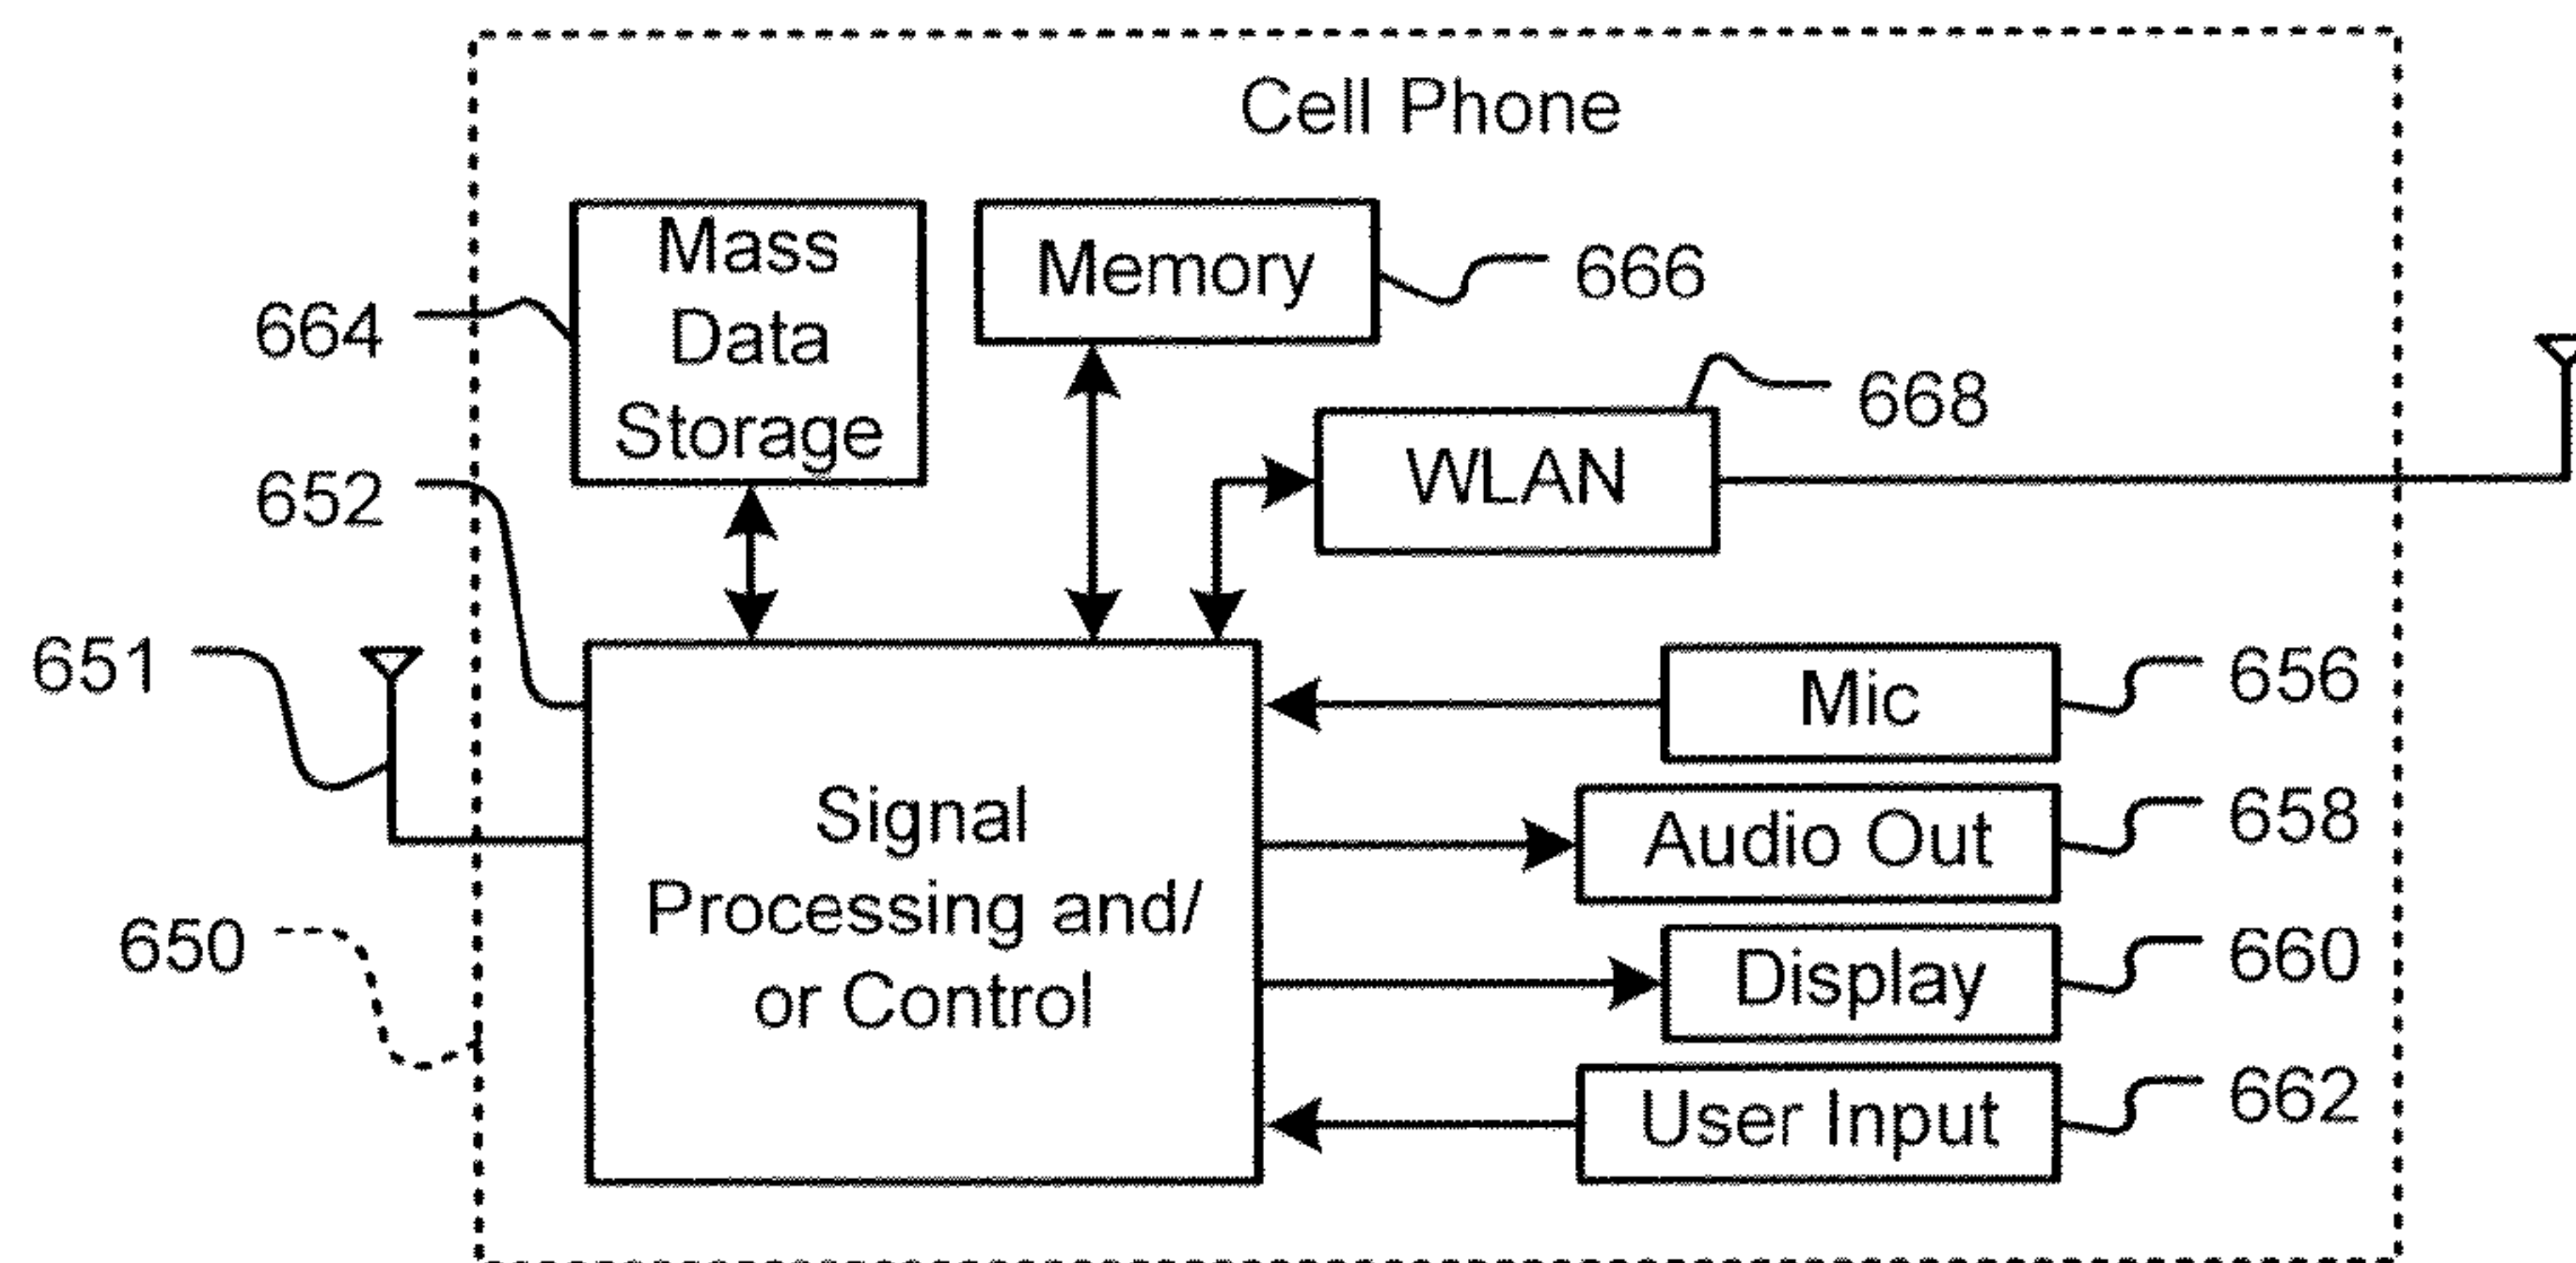 Cell Phone
Mass
Data
Storage
Memory
666
664
668
WLAN
652
651
Mic
656
Signal
Processing and/
or Control
Audio Out
658
650
Display
660
User Input
662